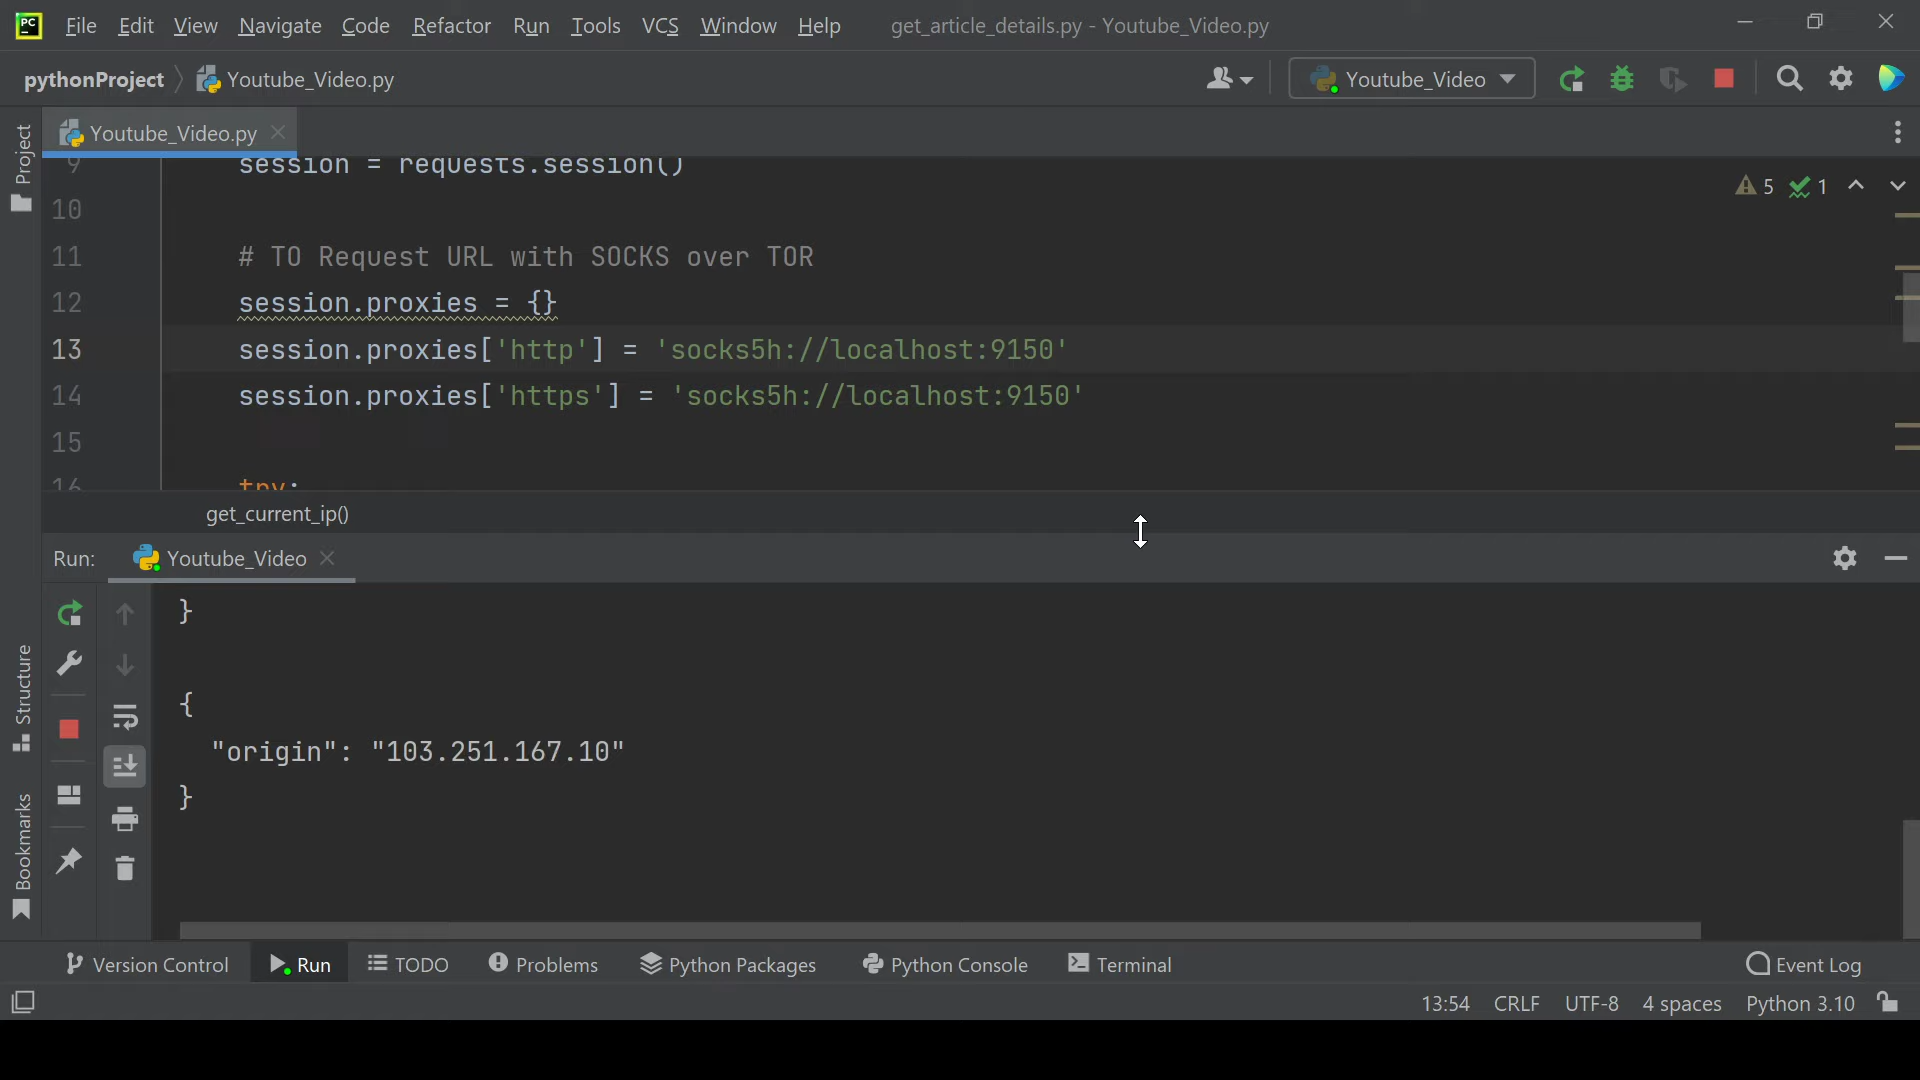 PC File Edit View Navigate Code Refactor Run Tools VCS Window Help get_article_details.py - Youtube_Video.py
pythonProject Youtube_Video.py Youtube_Video
Project
Youtube_Video.py
9 session = requests.session()
5 1
10
11 # TO Request URL with SOCKS over TOR
12 session.proxies = {}
13 session.proxies['http'] = 'socks5h://localhost:9150'
14 session.proxies['https'] = 'socks5h://localhost:9150'
15
16 try:
get_current_ip()
Run: Youtube_Video
}
{
"origin": "103.251.167.10"
}
Structure
Bookmarks
Version Control Run TODO Problems Python Packages Python Console Terminal Event Log
13:54 CRLF UTF-8 4 spaces Python 3.10